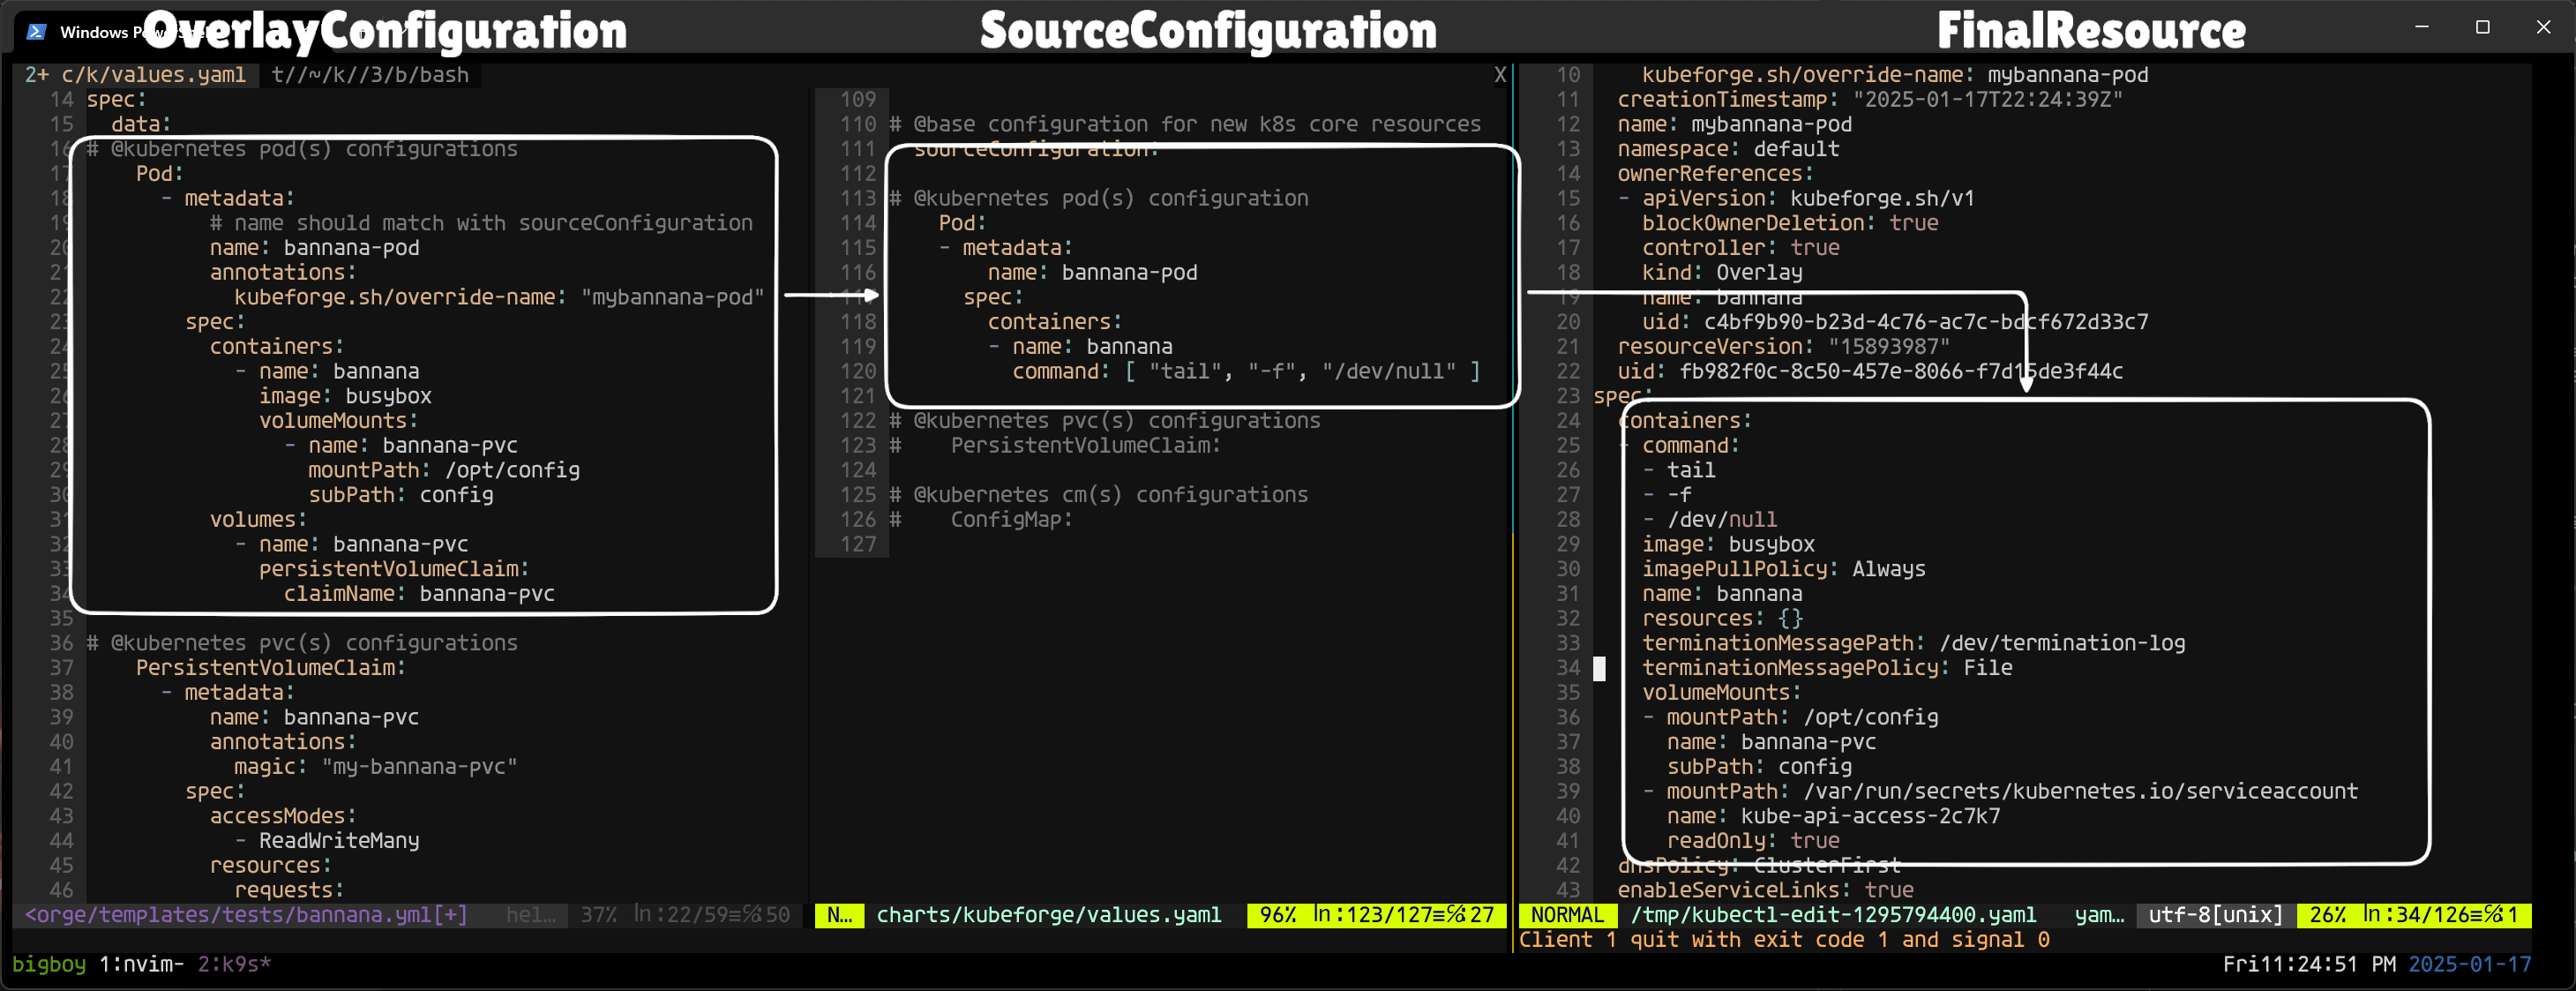 OverlayConfiguration
SourceConfiguration
FinalResource
Windows
2+ c/k/values.yaml  t//~/k//3/b/bash  X
14 spec:
15   data:
16 # @kubernetes pod(s) configurations
17     Pod:
18       - metadata:
19           # name should match with sourceConfiguration
20           name: bannana-pod
21           annotations:
22             kubeforge.sh/override-name: "mybannana-pod"
23         spec:
24           containers:
25             - name: bannana
26               image: busybox
27               volumeMounts:
28                 - name: bannana-pvc
29                   mountPath: /opt/config
30                   subPath: config
31           volumes:
32             - name: bannana-pvc
33               persistentVolumeClaim:
34                 claimName: bannana-pvc
35
36 # @kubernetes pvc(s) configurations
37     PersistentVolumeClaim:
38       - metadata:
39           name: bannana-pvc
40           annotations:
41             magic: "my-bannana-pvc"
42         spec:
43           accessModes:
44             - ReadWriteMany
45           resources:
46             requests:
<orge/templates/tests/bannana.yml[+]  hel…  37% ln:22/59≡℅50
109
110 # @base configuration for new k8s core resources
111   sourceConfiguration:
112
113 # @kubernetes pod(s) configuration
114     Pod:
115     - metadata:
116         name: bannana-pod
117       spec:
118         containers:
119         - name: bannana
120           command: [ "tail", "-f", "/dev/null" ]
121
122 # @kubernetes pvc(s) configurations
123 #    PersistentVolumeClaim:
124
125 # @kubernetes cm(s) configurations
126 #    ConfigMap:
127
N…  charts/kubeforge/values.yaml  96% ln:123/127≡℅27
10     kubeforge.sh/override-name: mybannana-pod
11   creationTimestamp: "2025-01-17T22:24:39Z"
12   name: mybannana-pod
13   namespace: default
14   ownerReferences:
15   - apiVersion: kubeforge.sh/v1
16     blockOwnerDeletion: true
17     controller: true
18     kind: Overlay
19     name: bannana
20     uid: c4bf9b90-b23d-4c76-ac7c-bdcf672d33c7
21   resourceVersion: "15893987"
22   uid: fb982f0c-8c50-457e-8066-f7d15de3f44c
23 spec:
24   containers:
25   - command:
26     - tail
27     - -f
28     - /dev/null
29     image: busybox
30     imagePullPolicy: Always
31     name: bannana
32     resources: {}
33     terminationMessagePath: /dev/termination-log
34     terminationMessagePolicy: File
35     volumeMounts:
36     - mountPath: /opt/config
37       name: bannana-pvc
38       subPath: config
39     - mountPath: /var/run/secrets/kubernetes.io/serviceaccount
40       name: kube-api-access-2c7k7
41       readOnly: true
42   dnsPolicy: ClusterFirst
43   enableServiceLinks: true
NORMAL  /tmp/kubectl-edit-1295794400.yaml  yam…  utf-8[unix]  26% ln:34/126≡℅1
Client 1 quit with exit code 1 and signal 0
bigboy 1:nvim- 2:k9s*
Fri11:24:51 PM 2025-01-17